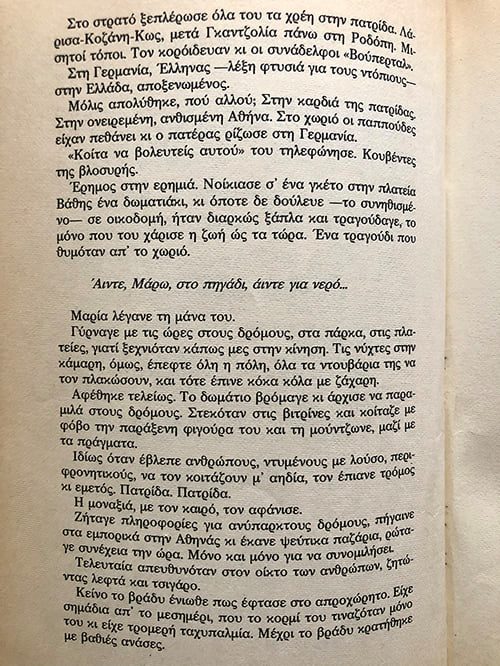 Στο στρατό ξεπλέρωσε όλα του τα χρέη στην πατρίδα. Λά-
ρισα-Κοζάνη-Κως, μετά Γκαντζολία πάνω στη Ροδόπη. Μι-
σητοί τόποι. Τον κορόιδευαν κι οι συνάδελφοι «Βούπερταλ».
Στη Γερμανία, Έλληνας —λέξη φτυσιά για τους ντόπιους—
στην Ελλάδα, αποξενωμένος.
Μόλις απολύθηκε, πού αλλού; Στην καρδιά της πατρίδας.
Στην ονειρεμένη, ανθισμένη Αθήνα. Στο χωριό οι παππούδες
είχαν πεθάνει κι ο πατέρας ρίζωσε στη Γερμανία.
«Κοίτα να βολευτείς αυτού» του τηλεφώνησε. Κουβέντες
της βλοσυρής.
Έρημος στην ερημιά. Νοίκιασε σ' ένα γκέτο στην πλατεία
Βάθης ένα δωματιάκι, κι όποτε δε δούλευε —το συνηθισμέ-
νο— σε οικοδομή, ήταν διαρκώς ξάπλα και τραγούδαγε, το
μόνο που του χάρισε η ζωή ώς τα τώρα. Ένα τραγούδι που
θυμόταν απ' το χωριό.
Άιντε, Μάρω, στο πηγάδι, άιντε για νερό...
Μαρία λέγανε τη μάνα του.
Γύρναγε με τις ώρες στους δρόμους, στα πάρκα, στις πλα-
τείες, γιατί ξεχνιόταν κάπως μες στην κίνηση. Τις νύχτες στην
κάμαρη, όμως, έπεφτε όλη η πόλη, όλα τα ντουβάρια της να
τον πλακώσουν, και τότε έπινε κόκα κόλα με ζάχαρη.
Αφέθηκε τελείως. Το δωμάτιο βρόμαγε κι άρχισε να παρα-
μιλά στους δρόμους. Στεκόταν στις βιτρίνες και κοίταζε με
φόβο την παράξενη φιγούρα του και τη μούντζωνε, μαζί με
τα πράγματα.
Ιδίως όταν έβλεπε ανθρώπους, ντυμένους με λούσο, περι-
φρονητικούς, να τον κοιτάζουν μ' αηδία, τον έπιανε τρόμος
κι εμετός. Πατρίδα. Πατρίδα.
Η μοναξιά, με τον καιρό, τον αφάνισε.
Ζήταγε πληροφορίες για ανύπαρκτους δρόμους, πήγαινε
στα εμπορικά στην Αθηνάς κι έκανε ψεύτικα παζάρια, ρώτα-
γε συνέχεια την ώρα. Μόνο και μόνο για να συνομιλήσει.
Τελευταία απευθυνόταν στον οίκτο των ανθρώπων, ζητώ-
ντας λεφτά και τσιγάρο.
Κείνο το βράδυ ένιωθε πως έφτασε στο απροχώρητο. Είχε
σημάδια απ' το μεσημέρι, που το κορμί του τιναζόταν μόνο
του κι είχε τρομερή ταχυπαλμία. Μέχρι το βράδυ κρατήθηκε
με βαθιές ανάσες.